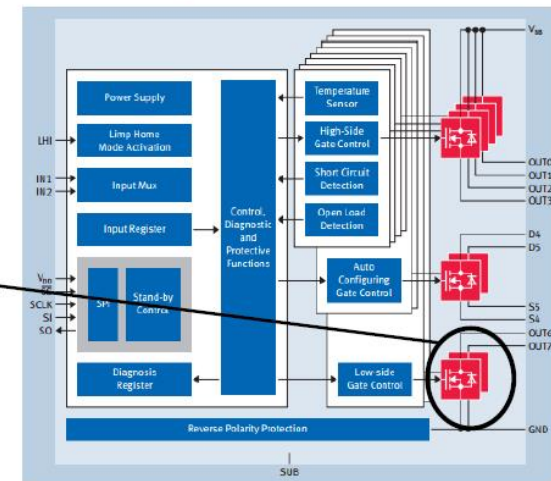 V_BB
Power Supply
Limp Home
Mode Activation
LHI
IN1
IN2
Input Mux
Input Register
V_DD
SCLK
SI
SO
SPI
Stand-by
Control
Diagnosis
Register
Control,
Diagnostic
and
Protective
Functions
Temperature
Sensor
High-Side
Gate Control
Short Circuit
Detection
Open Load
Detection
Auto
Configuring
Gate Control
Low-side
Gate Control
OUT0
OUT1
OUT2
OUT3
D4
D5
S5
S4
OUT6
OUT7
GND
Reverse Polarity Protection
SUB